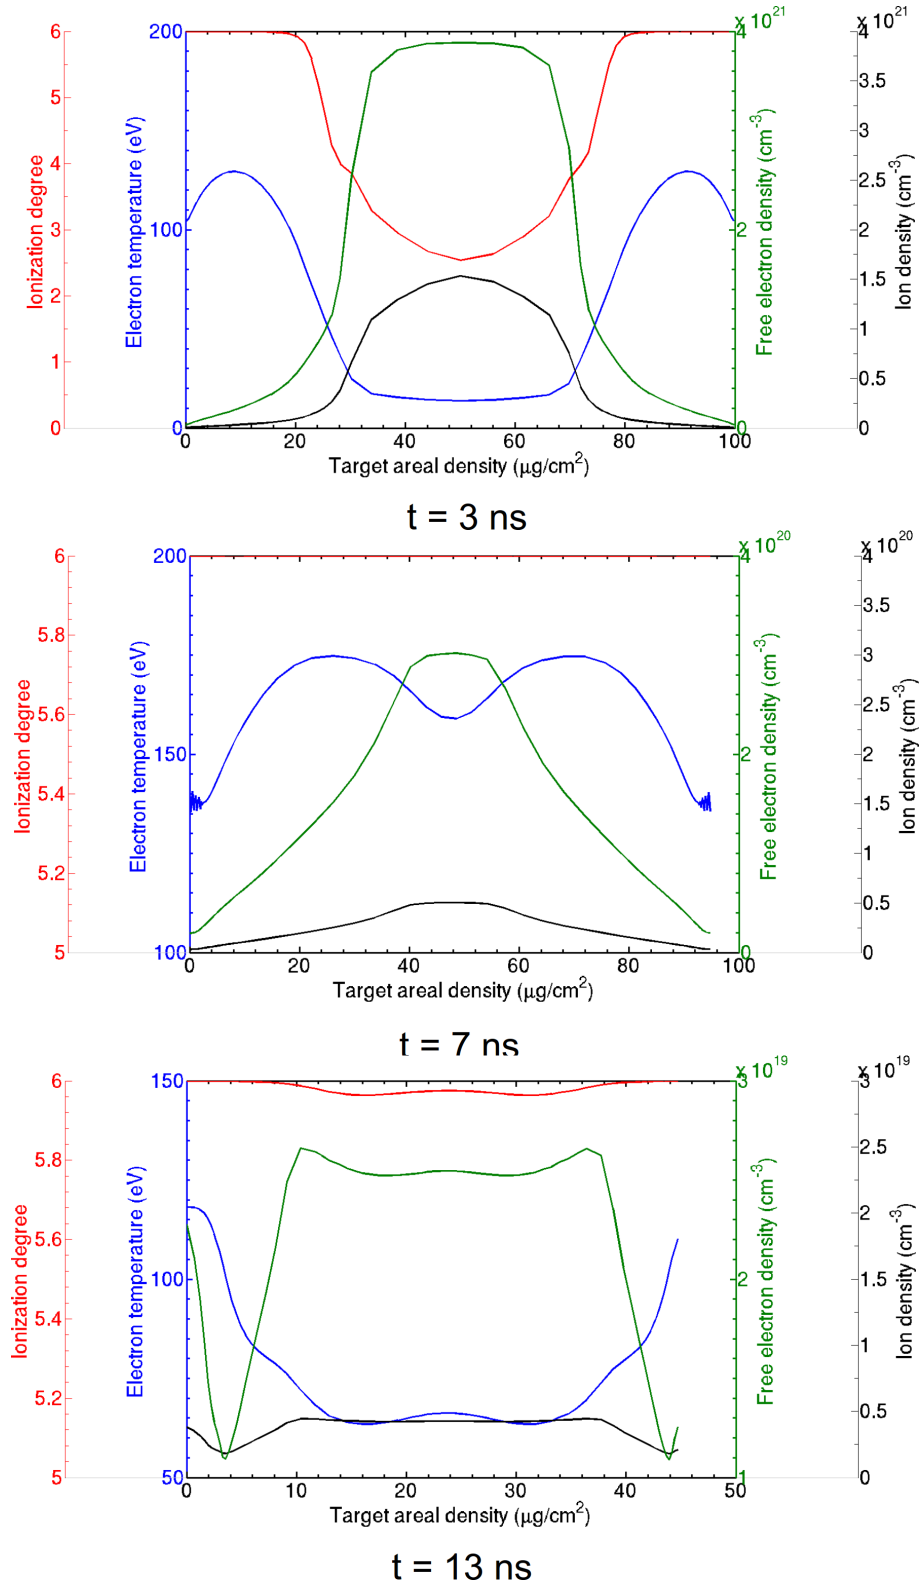 x 10^21 x 10^21
6 200 4 4
5 3.5
4 3
3 100 2 2.5
2 2
1 1.5
0 0 0 1
0.5
0
Ionization degree
Electron temperature (eV)
Free electron density (cm^-3)
Ion density (cm^-3)
0 20 40 60 80 100
Target areal density (μg/cm^2)
t = 3 ns
x 10^20 x 10^20
6 200 4 4
5.8 3.5
5.6 3
5.4 150 2 2.5
5.2 2
5 100 0 1.5
1
0.5
0
Ionization degree
Electron temperature (eV)
Free electron density (cm^-3)
Ion density (cm^-3)
0 20 40 60 80 100
Target areal density (μg/cm^2)
t = 7 ns
x 10^19 x 10^19
6 150 3 3
5.8 2.5
5.6 2
5.4 100 2 1.5
5.2 1
5 50 1 0.5
0
Ionization degree
Electron temperature (eV)
Free electron density (cm^-3)
Ion density (cm^-3)
0 10 20 30 40 50
Target areal density (μg/cm^2)
t = 13 ns